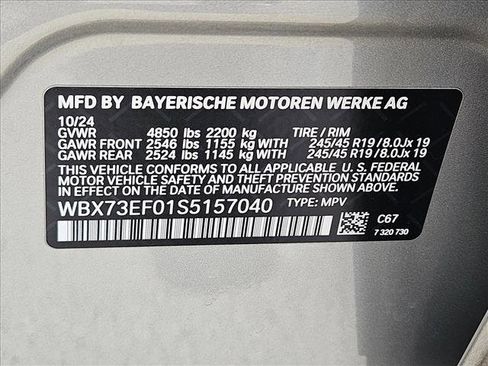 MFD BY BAYERISCHE MOTOREN WERKE AG
10/24
GVWR 4850 lbs 2200 kg TIRE / RIM
GAWR FRONT 2546 lbs 1155 kg 245/45 R19 / 8.0Jx 19
GAWR REAR 2524 lbs 1145 kg 245/45 R19 / 8.0Jx 19
THIS VEHICLE CONFORMS TO ALL APPLICABLE U. S. FEDERAL
MOTOR VEHICLE SAFETY AND THEFT PREVENTION STANDARDS
IN EFFECT ON THE DATE OF MANUFACTURE SHOWN ABOVE.
WBX73EF01S5157040 TYPE: MPV
C67
7 320 730